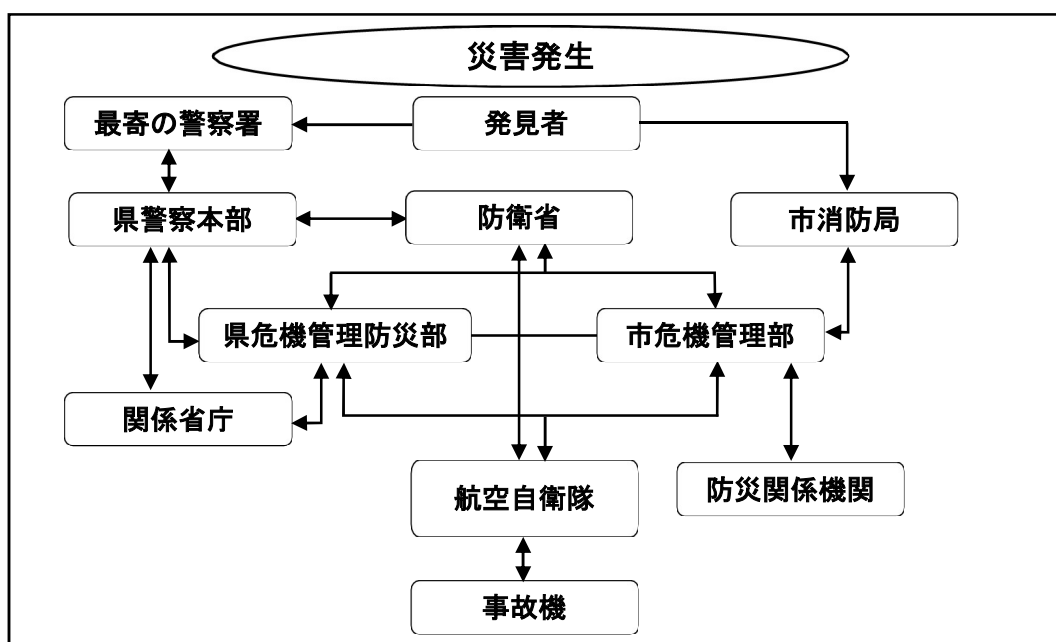 災害発生
最寄の警察署
発見者
県警察本部
防衛省
市消防局
県危機管理防災部
市危機管理部
関係省庁
航空自衛隊
防災関係機関
事故機